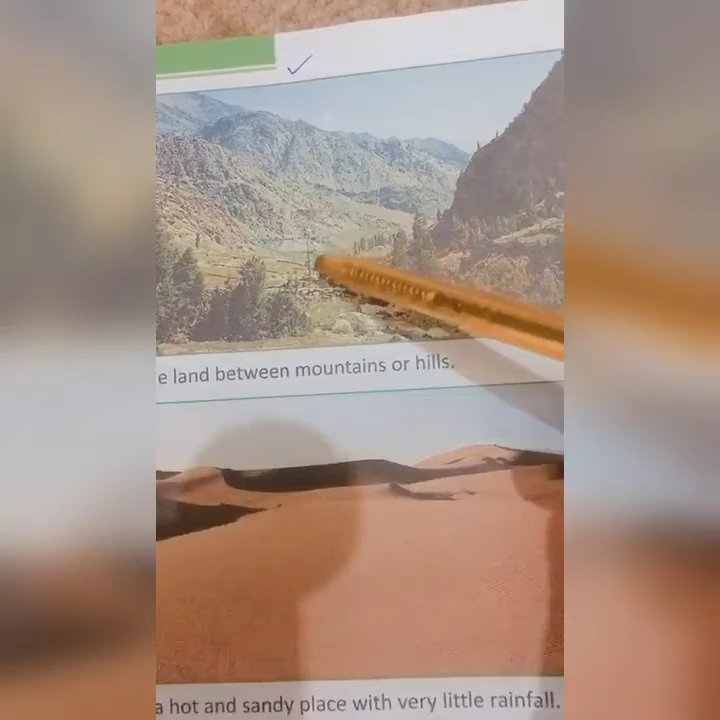 e land between mountains or hills.
a hot and sandy place with very little rainfall.